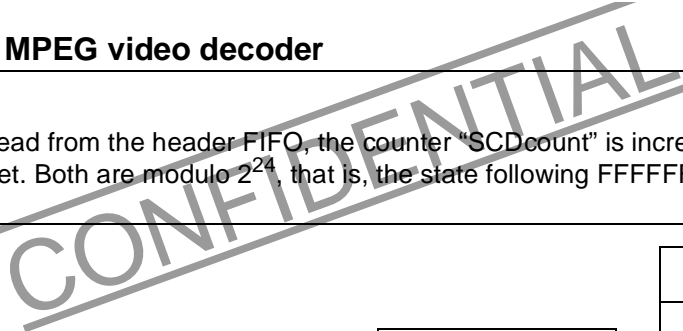 MPEG video decoder
ead from the header FIFO, the counter “SCDcount” is incre
et. Both are modulo 2^24, that is, the state following FFFFF
CONFIDENTIAL